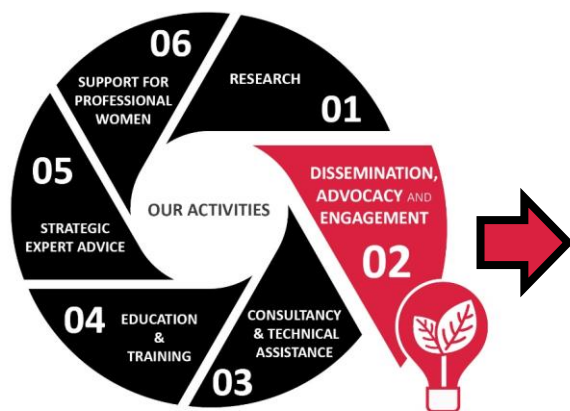 OUR ACTIVITIES
RESEARCH
01
DISSEMINATION,
ADVOCACY AND
ENGAGEMENT
02
CONSULTANCY
& TECHNICAL
ASSISTANCE
03
04
EDUCATION
&
TRAINING
05
STRATEGIC
EXPERT ADVICE
06
SUPPORT FOR
PROFESSIONAL
WOMEN